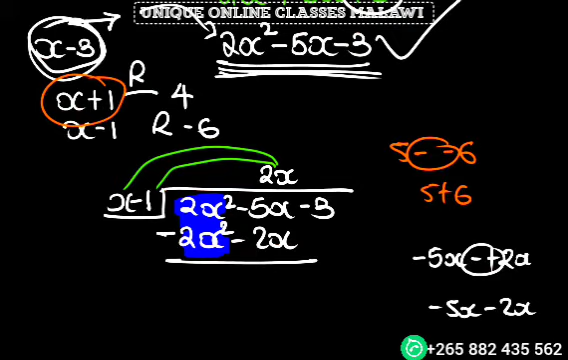 UNIQUE ONLINE CLASSES MALAWI
x-3
2x²-5x-3
x+1 R 4
x-1 R -6
2x
x-1 2x²-5x-3
-2x²-2x
5--6
5+6
-5x-+2x
-5x-2x
+265 882 435 562